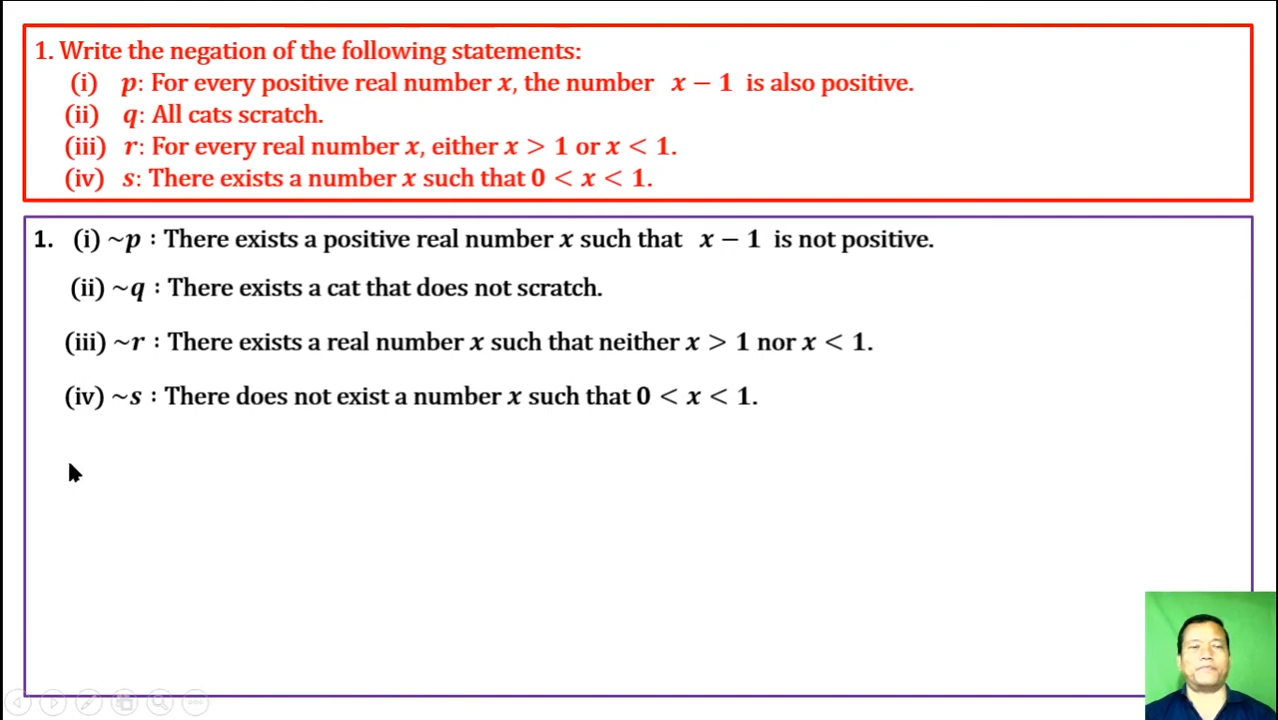 1. Write the negation of the following statements:
(i) p: For every positive real number x, the number x − 1 is also positive.
(ii) q: All cats scratch.
(iii) r: For every real number x, either x > 1 or x < 1.
(iv) s: There exists a number x such that 0 < x < 1.
1. (i) ~p : There exists a positive real number x such that x − 1 is not positive.
(ii) ~q : There exists a cat that does not scratch.
(iii) ~r : There exists a real number x such that neither x > 1 nor x < 1.
(iv) ~s : There does not exist a number x such that 0 < x < 1.